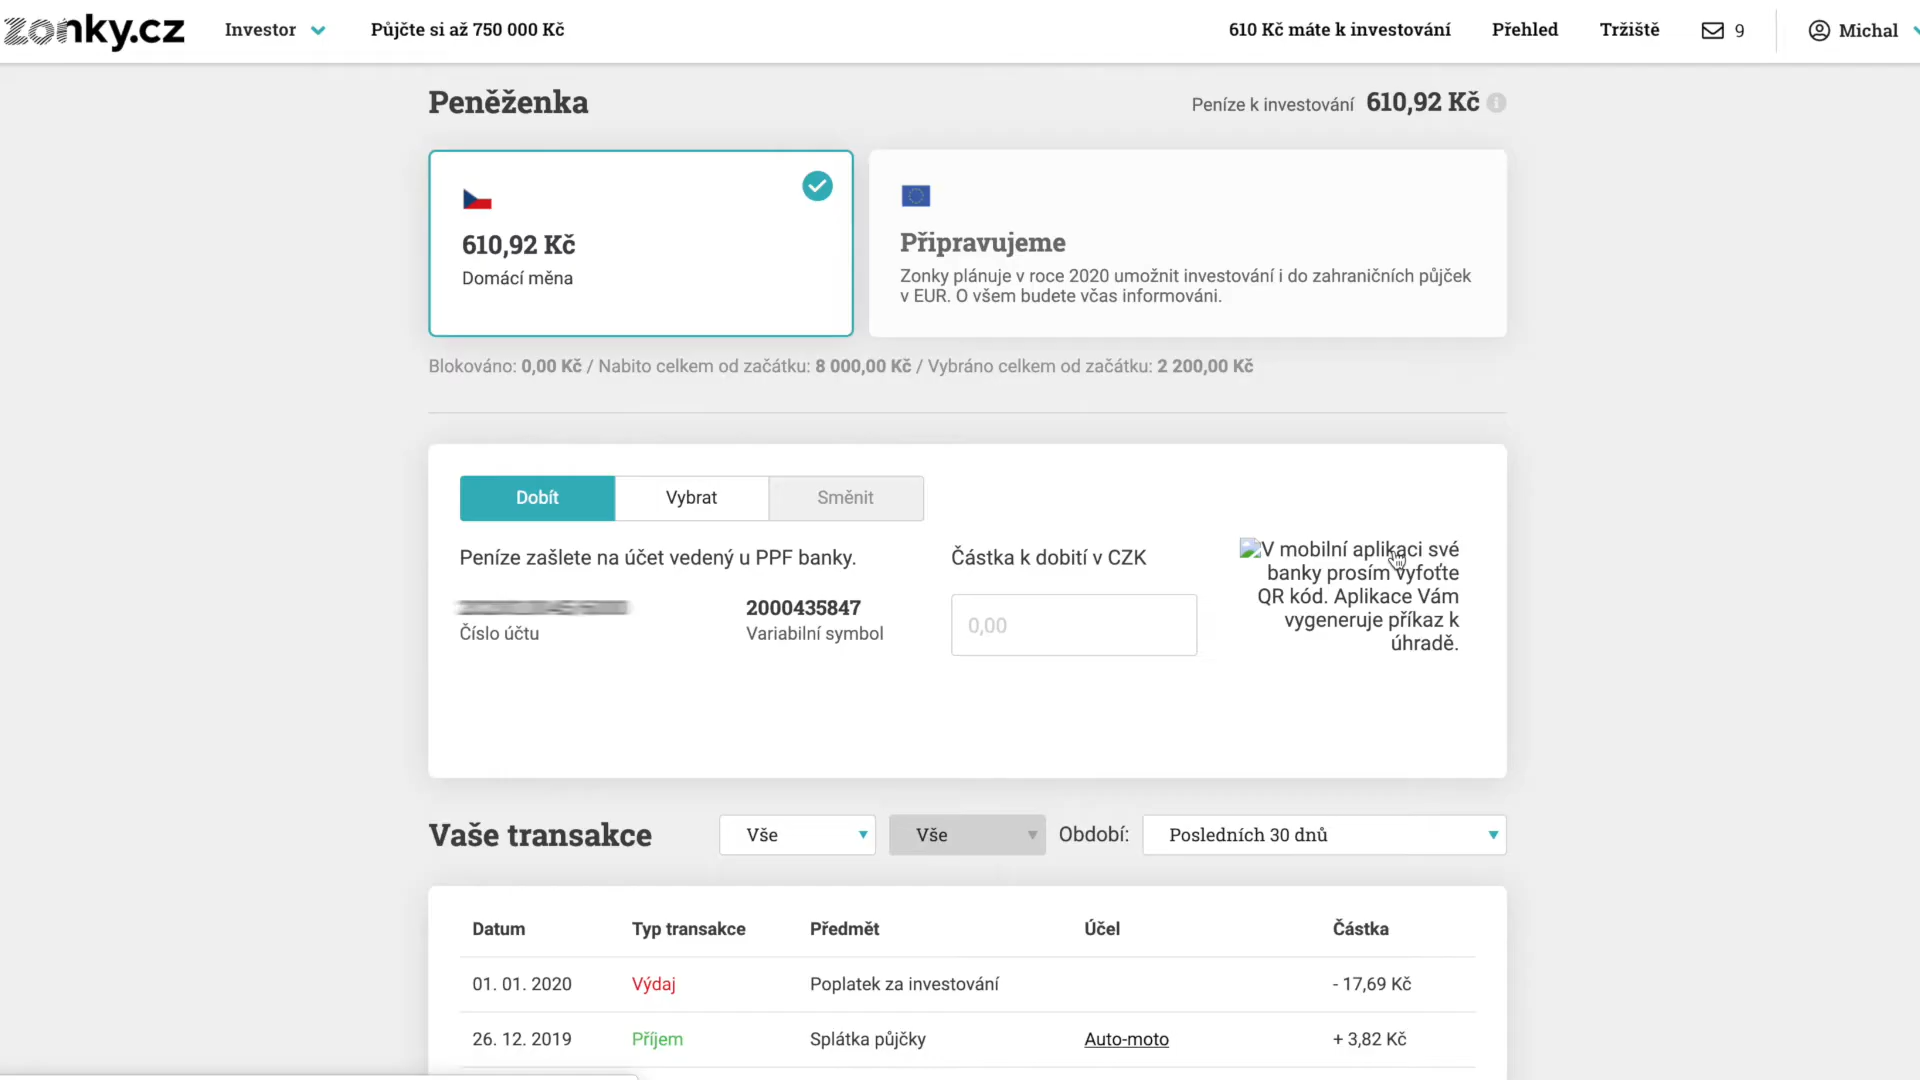 zonky.cz
Investor
Půjčte si až 750 000 Kč
610 Kč máte k investování
Přehled
Tržiště
9
Michal
Peněženka
Peníze k investování 610,92 Kč
610,92 Kč
Domácí měna
Připravujeme
Zonky plánuje v roce 2020 umožnit investování i do zahraničních půjček
v EUR. O všem budete včas informováni.
Blokováno: 0,00 Kč / Nabito celkem od začátku: 8 000,00 Kč / Vybráno celkem od začátku: 2 200,00 Kč
Dobít
Vybrat
Směnit
Peníze zašlete na účet vedený u PPF banky.
Číslo účtu
2000435847
Variabilní symbol
Částka k dobití v CZK
0,00
V mobilní aplikaci své
banky prosím vyfoťte
QR kód. Aplikace Vám
vygeneruje příkaz k
úhradě.
Vaše transakce
Vše
Vše
Období:
Posledních 30 dnů
Datum Typ transakce Předmět Účel Částka
01. 01. 2020 Výdaj Poplatek za investování - 17,69 Kč
26. 12. 2019 Příjem Splátka půjčky Auto-moto + 3,82 Kč